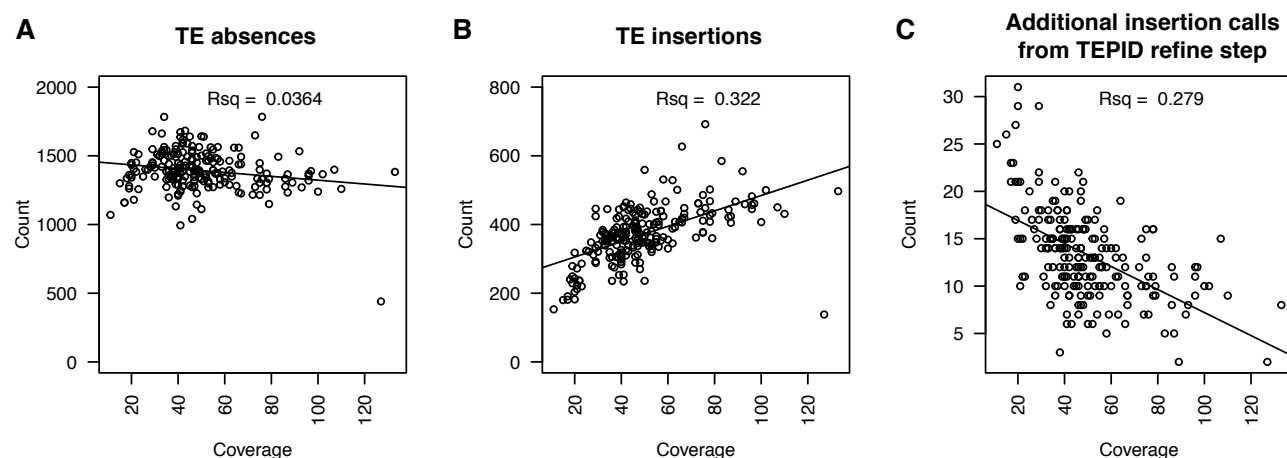 A
TE absences
Rsq = 0.0364
2000
1500
1000
500
0
Count
20
40
60
80
100
120
Coverage
B
TE insertions
Rsq = 0.322
800
600
400
200
0
Count
20
40
60
80
100
120
Coverage
C
Additional insertion calls
from TEPID refine step
Rsq = 0.279
30
25
20
15
10
5
Count
20
40
60
80
100
120
Coverage